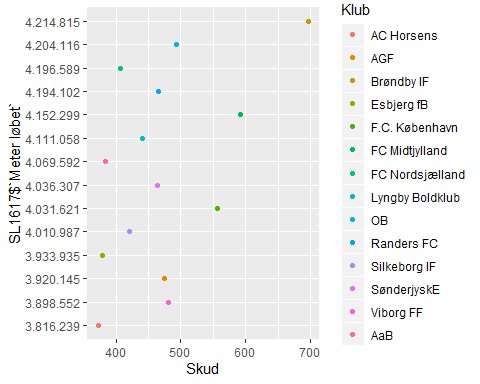 SL1617$`Meter løbet`
4.214.815
4.204.116
4.196.589
4.194.102
4.152.299
4.111.058
4.069.592
4.036.307
4.031.621
4.010.987
3.933.935
3.920.145
3.898.552
3.816.239
400 500 600 700
Skud
Klub
AC Horsens
AGF
Brøndby IF
Esbjerg fB
F.C. København
FC Midtjylland
FC Nordsjælland
Lyngby Boldklub
OB
Randers FC
Silkeborg IF
SønderjyskE
Viborg FF
AaB